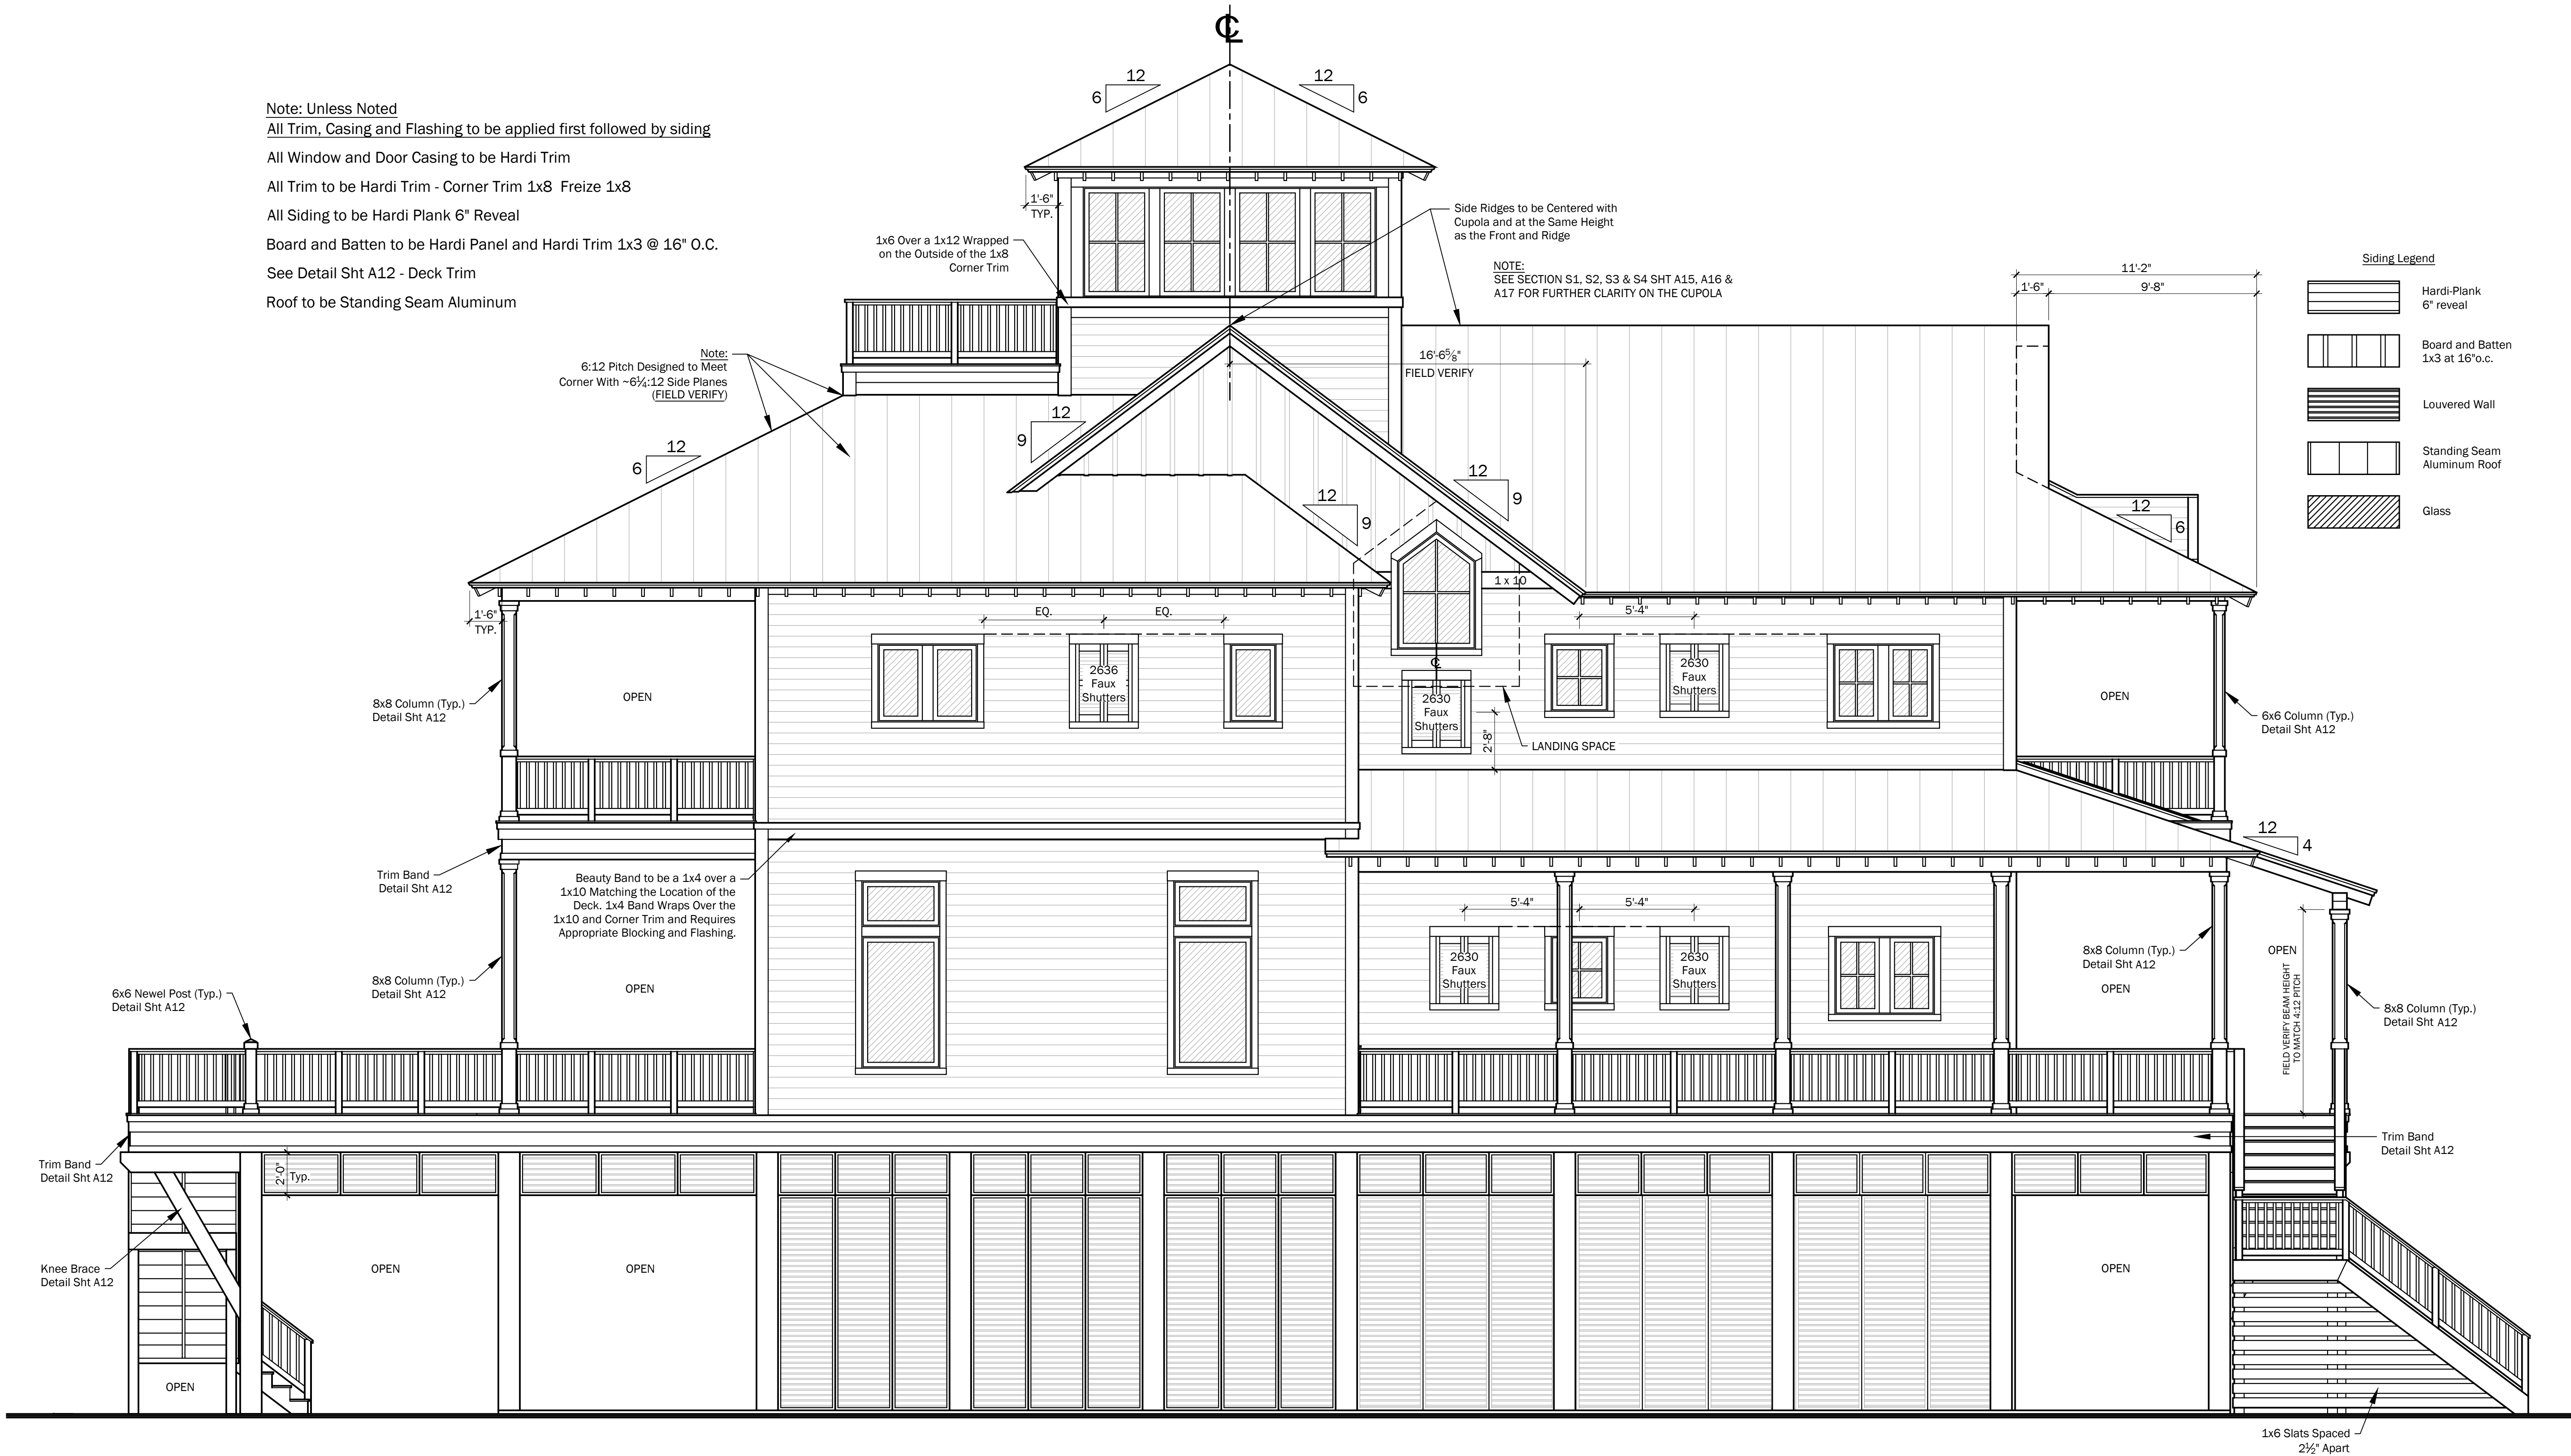 ℄
12
6
12
6
Note: Unless Noted
All Trim, Casing and Flashing to be applied first followed by siding
All Window and Door Casing to be Hardi Trim
All Trim to be Hardi Trim - Corner Trim 1x8  Freize 1x8
All Siding to be Hardi Plank 6" Reveal
Board and Batten to be Hardi Panel and Hardi Trim 1x3 @ 16" O.C.
See Detail Sht A12 - Deck Trim
Roof to be Standing Seam Aluminum
1'-6"
TYP.
1x6 Over a 1x12 Wrapped
on the Outside of the 1x8
Corner Trim
Side Ridges to be Centered with
Cupola and at the Same Height
as the Front and Ridge
NOTE:
SEE SECTION S1, S2, S3 & S4 SHT A15, A16 &
A17 FOR FURTHER CLARITY ON THE CUPOLA
11'-2"
1'-6"
9'-8"
Siding Legend
Hardi-Plank
6" reveal
Board and Batten
1x3 at 16"o.c.
Louvered Wall
Standing Seam
Aluminum Roof
Glass
Note:
6:12 Pitch Designed to Meet
Corner With ~6¼:12 Side Planes
(FIELD VERIFY)
16'-6⅝"
FIELD VERIFY
12
9
12
6
12
9
12
9
12
6
1 x 10
1'-6"
TYP.
EQ.
EQ.
5'-4"
8x8 Column (Typ.)
Detail Sht A12
OPEN
2636
Faux
Shutters
℄
2630
Faux
Shutters
2630
Faux
Shutters
2'-8"
LANDING SPACE
OPEN
6x6 Column (Typ.)
Detail Sht A12
12
4
Trim Band
Detail Sht A12
Beauty Band to be a 1x4 over a
1x10 Matching the Location of the
Deck. 1x4 Band Wraps Over the
1x10 and Corner Trim and Requires
Appropriate Blocking and Flashing.
5'-4"
5'-4"
8x8 Column (Typ.)
Detail Sht A12
OPEN
2630
Faux
Shutters
2630
Faux
Shutters
8x8 Column (Typ.)
Detail Sht A12
OPEN
OPEN
FIELD VERIFY BEAM HEIGHT
TO MATCH 4:12 PITCH
8x8 Column (Typ.)
Detail Sht A12
6x6 Newel Post (Typ.)
Detail Sht A12
Trim Band
Detail Sht A12
2'-0"
Typ.
Trim Band
Detail Sht A12
Knee Brace
Detail Sht A12
OPEN
OPEN
OPEN
OPEN
1x6 Slats Spaced
2½" Apart